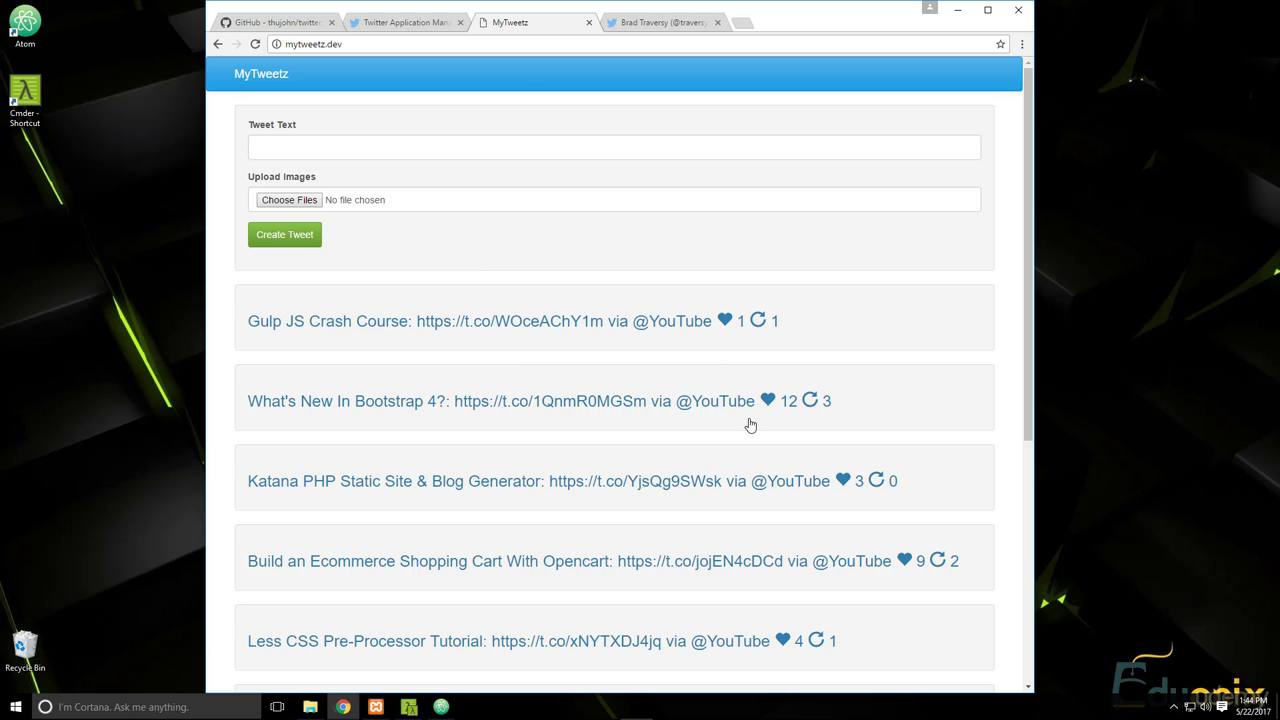 Atom
Cmder - Shortcut
Recycle Bin
GitHub - thujohn/twitter
Twitter Application Man
MyTweetz
Brad Traversy (@traversy
mytweetz.dev
MyTweetz
Tweet Text
Upload Images
Choose Files No file chosen
Create Tweet
Gulp JS Crash Course: https://t.co/WOceAChY1m via @YouTube 1 1
What's New In Bootstrap 4?: https://t.co/1QnmR0MGSm via @YouTube 12 3
Katana PHP Static Site & Blog Generator: https://t.co/YjsQg9SWsk via @YouTube 3 0
Build an Ecommerce Shopping Cart With Opencart: https://t.co/jojEN4cDCd via @YouTube 9 2
Less CSS Pre-Processor Tutorial: https://t.co/xNYTXDJ4jq via @YouTube 4 1
I'm Cortana. Ask me anything.
1:44 PM
5/22/2017